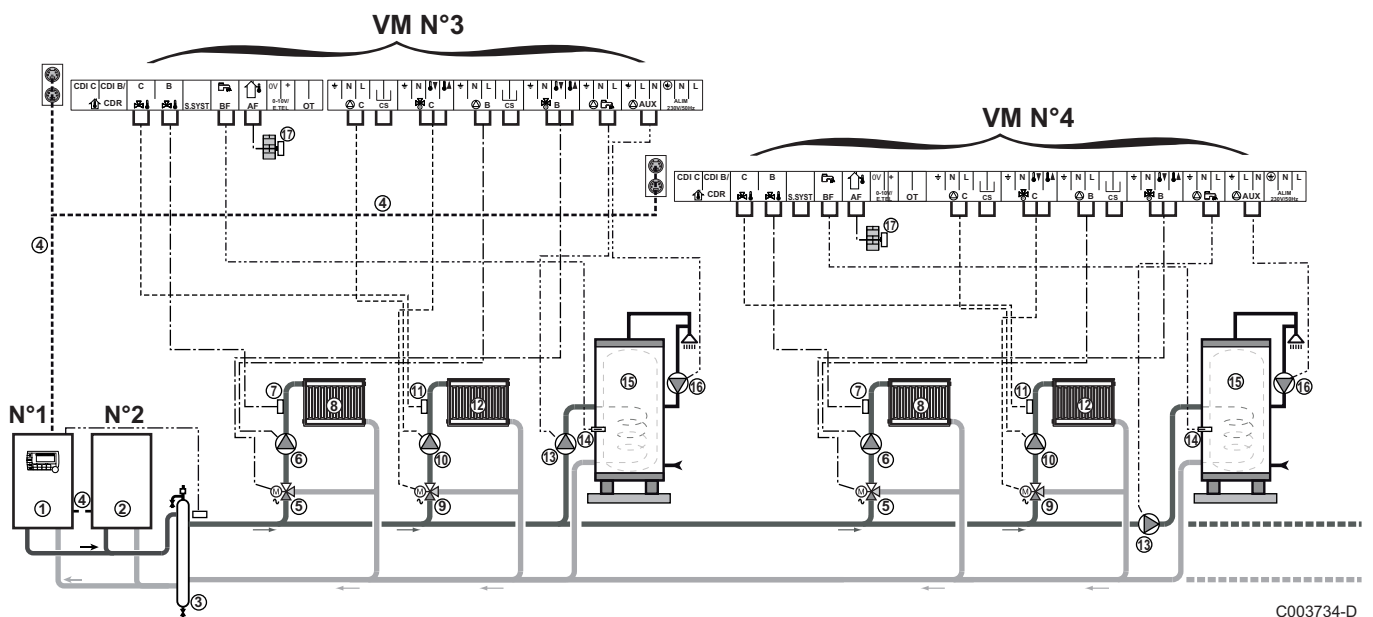 VM N°3
CDI C CDI B/ C B 0V + N L N C N L N B N L L N N L
CDR S.SYST BF AF 0-10V/ E.TEL OT C CS B CS AUX ALIM 230V/50Hz
17
VM N°4
CDI C CDI B/ C B 0V + N L N C N L N B N L L N N L
CDR S.SYST BF AF 0-10V/ E.TEL OT C CS B CS AUX ALIM 230V/50Hz
4
17
4
7 8 11 12 15 16 7 8 11 12 15 16
N°1 N°2
6 10 13 14 6 10 14
M 5 M 9 M 5 M 9
1 4 2
13
3
C003734-D